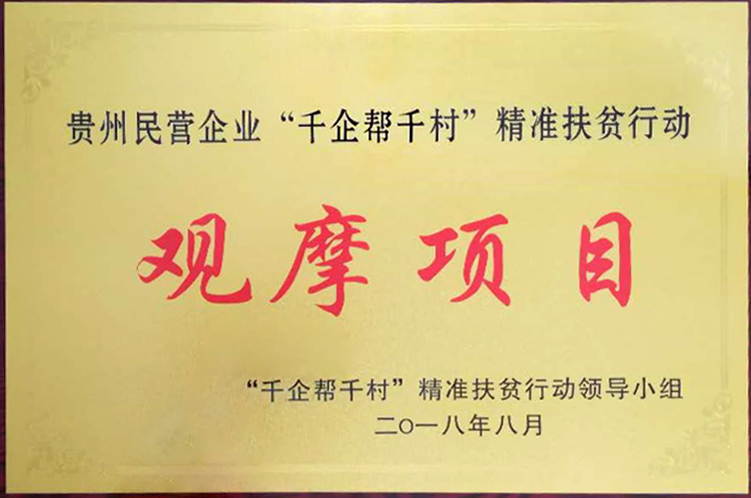 贵州民营企业“千企帮千村”精准扶贫行动
观摩项目
“千企帮千村”精准扶贫行动领导小组
二〇一八年八月